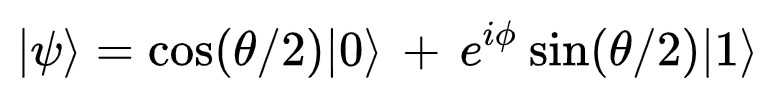 |ψ⟩ = cos(θ/2)|0⟩ + e^{iϕ} sin(θ/2)|1⟩